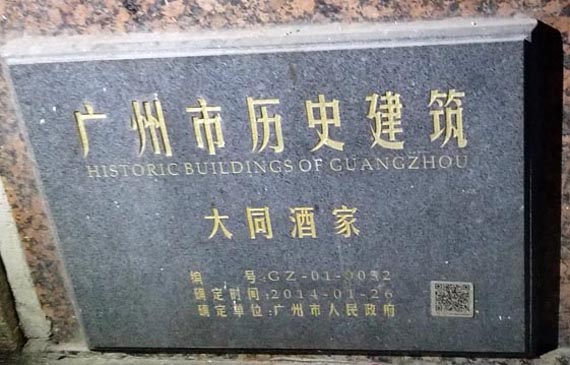 广州市历史建筑
HISTORIC BUILDINGS OF GUANGZHOU
大同酒家
编 号:GZ-01-0032
确定时间:2014-01-26
确定单位:广州市人民政府